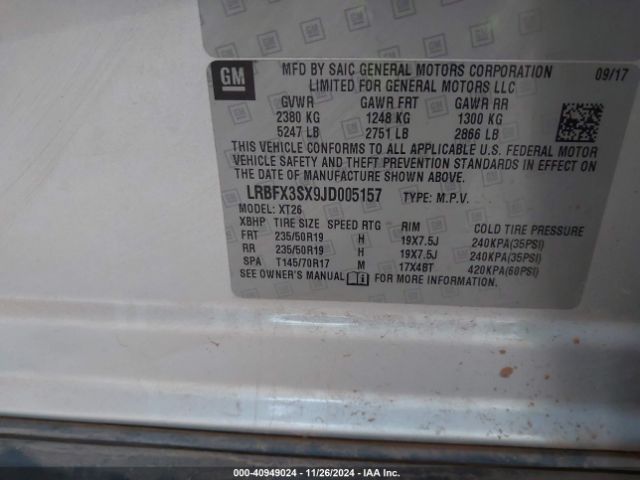 GM
MFD BY SAIC GENERAL MOTORS CORPORATION 09/17
LIMITED FOR GENERAL MOTORS LLC
GVWR GAWR FRT GAWR RR
2380 KG 1248 KG 1300 KG
5247 LB 2751 LB 2866 LB
THIS VEHICLE CONFORMS TO ALL APPLICABLE U.S. FEDERAL MOTOR
VEHICLE SAFETY AND THEFT PREVENTION STANDARDS IN EFFECT ON
THE DATE OF MANUFACTURE SHOWN ABOVE.
LRBFX3SX9JD005157 TYPE: M.P.V.
MODEL: XT26
XBHP TIRE SIZE SPEED RTG RIM COLD TIRE PRESSURE
FRT 235/50R19 H 19X7.5J 240KPA(35PSI)
RR 235/50R19 H 19X7.5J 240KPA(35PSI)
SPA T145/70R17 M 17X4BT 420KPA(60PSI)
SEE OWNER'S MANUAL FOR MORE INFORMATION.
000-40949024 - 11/26/2024 - IAA Inc.